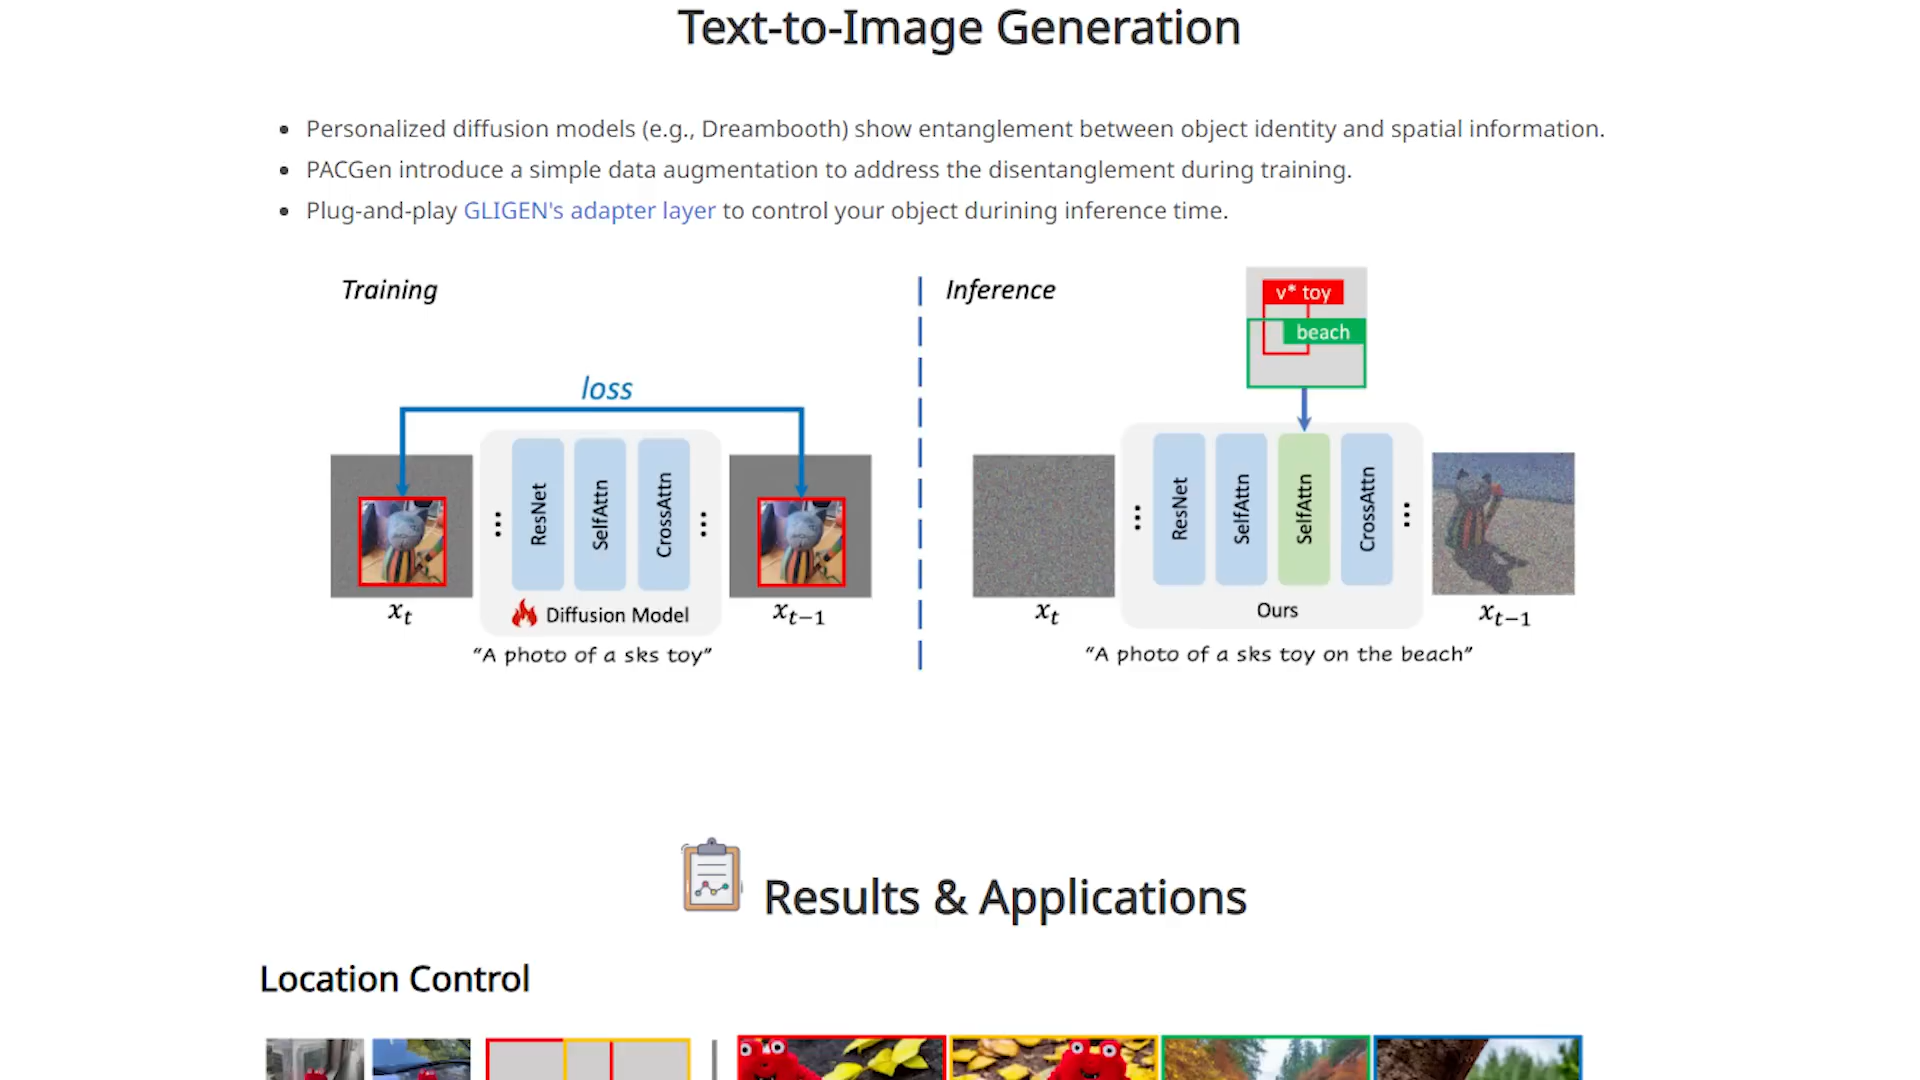 Text-to-Image Generation
Personalized diffusion models (e.g., Dreambooth) show entanglement between object identity and spatial information.
PACGen introduce a simple data augmentation to address the disentanglement during training.
Plug-and-play GLIGEN's adapter layer to control your object durining inference time.
Training
loss
ResNet
SelfAttn
CrossAttn
Diffusion Model
x_t
x_{t-1}
"A photo of a sks toy"
Inference
v* toy
beach
ResNet
SelfAttn
SelfAttn
CrossAttn
Ours
x_t
x_{t-1}
"A photo of a sks toy on the beach"
Results & Applications
Location Control